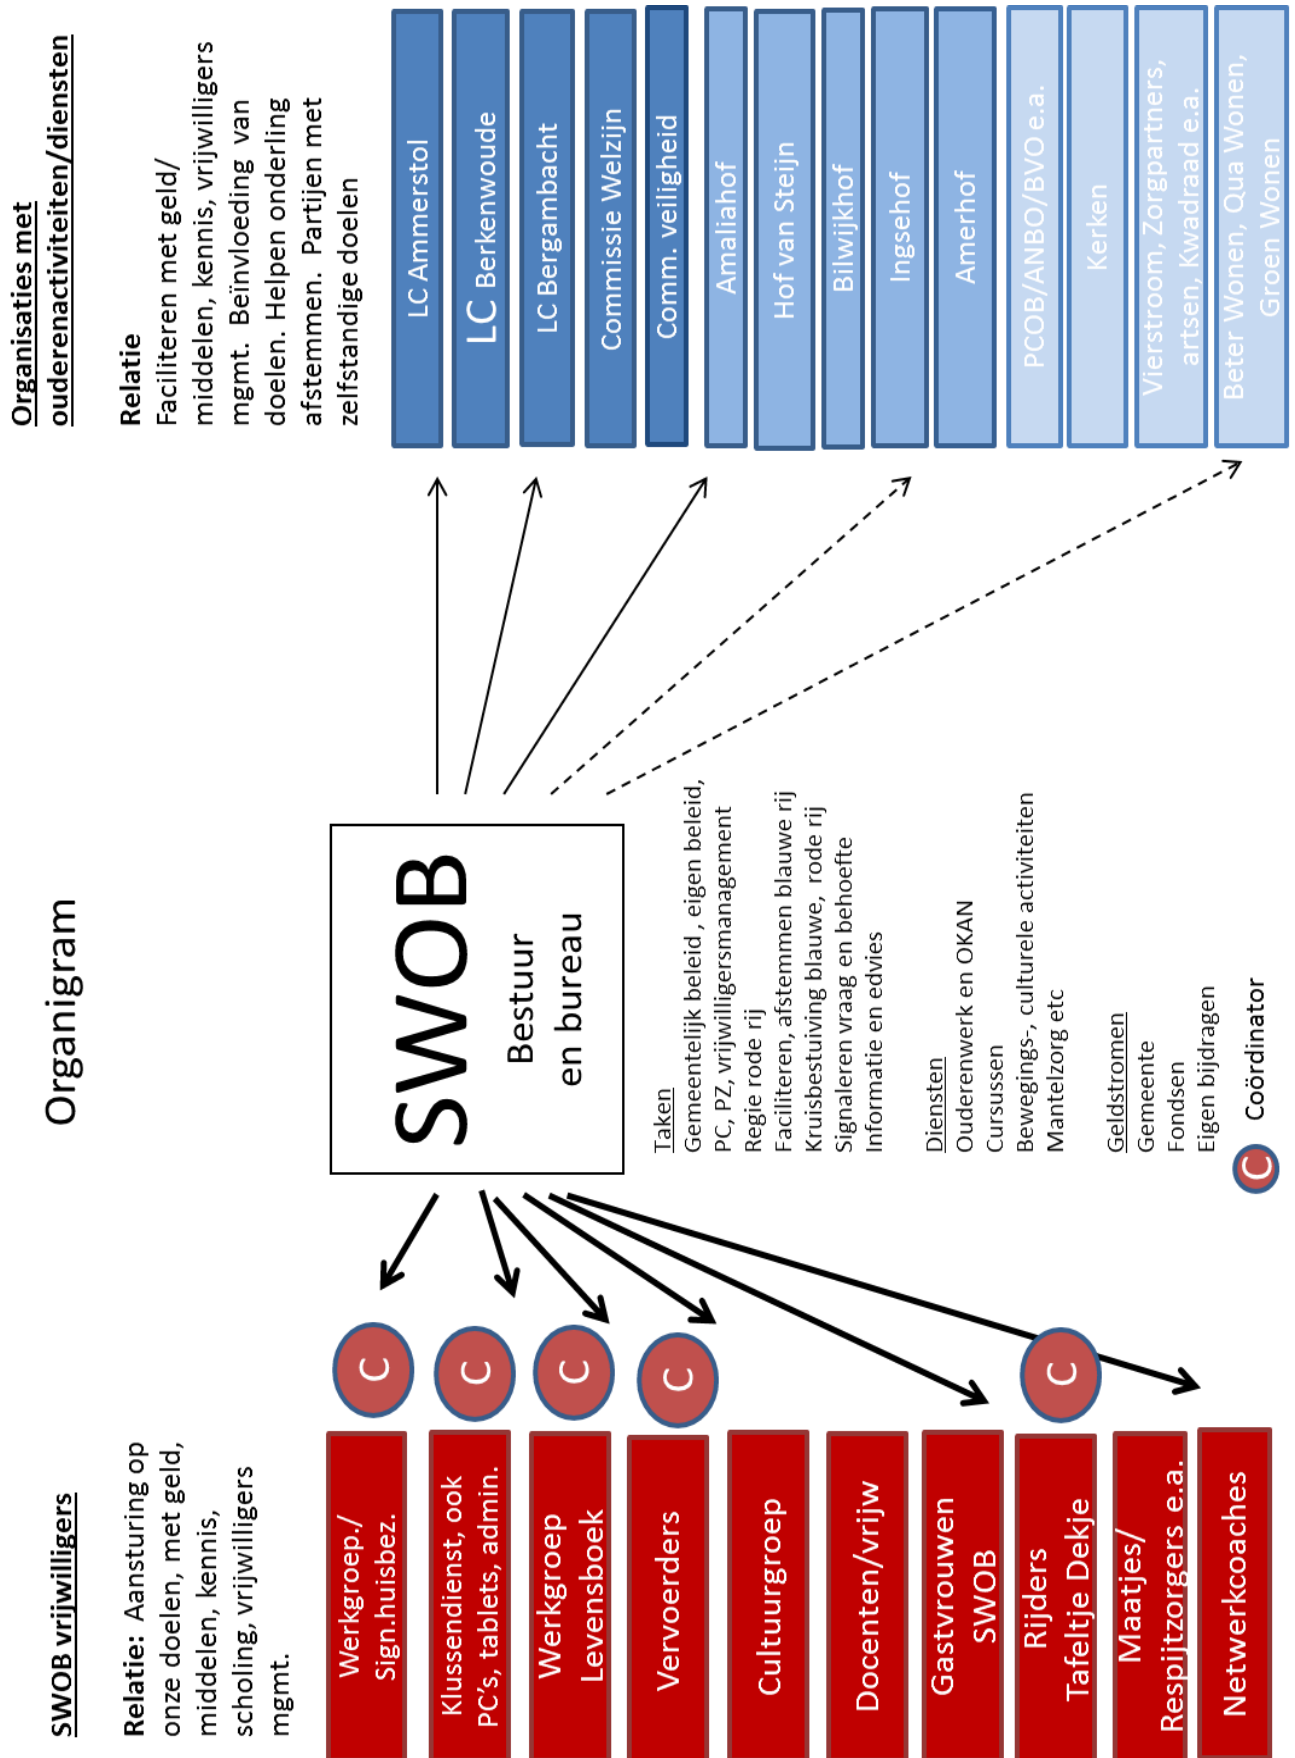 Organigram
SWOB vrijwilligers
Relatie: Aansturing op
onze doelen, met geld,
middelen, kennis,
scholing, vrijwilligers
mgmt.
Werkgroep./
Sign.huisbez.
Klussendienst, ook
PC's, tablets, admin.
Werkgroep
Levensboek
Vervoerders
Cultuurgroep
Docenten/vrijw
Gastvrouwen
SWOB
Rijders
Tafeltje Dekje
Maatjes/
Respijtzorgers e.a.
Netwerkcoaches
C
C
C
C
C
SWOB
Bestuur
en bureau
Taken
Gemeentelijk beleid , eigen beleid,
PC, PZ, vrijwilligersmanagement
Regie rode rij
Faciliteren, afstemmen blauwe rij
Kruisbestuiving blauwe, rode rij
Signaleren vraag en behoefte
Informatie en edvies
Diensten
Ouderenwerk en OKAN
Cursussen
Bewegings-, culturele activiteiten
Mantelzorg etc
Geldstromen
Gemeente
Fondsen
Eigen bijdragen
C Coördinator
Organisaties met
ouderenactiviteiten/diensten
Relatie
Faciliteren met geld/
middelen, kennis, vrijwilligers
mgmt. Beïnvloeding van
doelen. Helpen onderling
afstemmen. Partijen met
zelfstandige doelen
LC Ammerstol
LC Berkenwoude
LC Bergambacht
Commissie Welzijn
Comm. veiligheid
Amaliahof
Hof van Steijn
Bilwijkhof
Ingsehof
Amerhof
PCOB/ANBO/BVO e.a.
Kerken
Vierstroom, Zorgpartners,
artsen, Kwadraad e.a.
Beter Wonen, Qua Wonen,
Groen Wonen